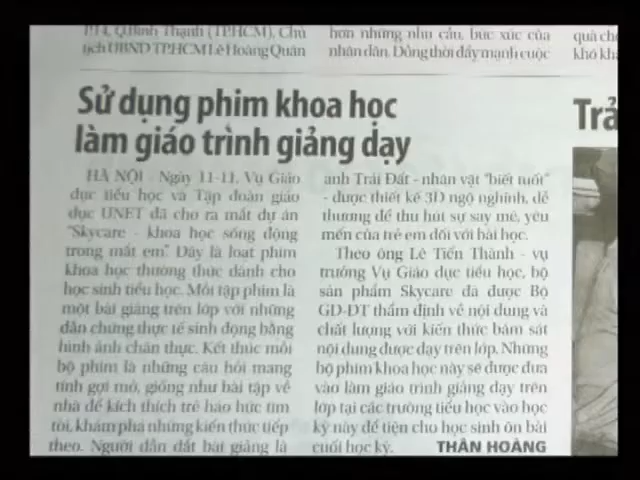 P14, Q.Bình Thạnh (TPHCM), Chủ
tịch UBND TPHCM Lê Hoàng Quân
hơn những nhu cầu, bức xúc của
nhân dân. Đồng thời đẩy mạnh cuộc
quà
khó
Sử dụng phim khoa học
làm giáo trình giảng dạy
HÀ NỘI - Ngày 11-11, Vụ Giáo
dục tiểu học và Tập đoàn giáo
dục UNET đã cho ra mắt dự án
"Skycare - khoa học sống động
trong mắt em". Đây là loạt phim
khoa học thường thức dành cho
học sinh tiểu học. Mỗi tập phim là
một bài giảng trên lớp với những
dẫn chứng thực tế sinh động bằng
hình ảnh chân thực. Kết thúc mỗi
bộ phim là những câu hỏi mang
tính gợi mở, giống như bài tập về
nhà để kích thích trẻ háo hức tìm
tòi, khám phá những kiến thức tiếp
theo. Người dẫn dắt bài giảng là
anh Trái Đất - nhân vật "biết tuốt"
- được thiết kế 3D ngộ nghĩnh, dễ
thương để thu hút sự say mê, yêu
mến của trẻ em đối với bài học.
Theo ông Lê Tiến Thành - vụ
trưởng Vụ Giáo dục tiểu học, bộ
sản phẩm Skycare đã được Bộ
GD-ĐT thẩm định về nội dung và
chất lượng với kiến thức bám sát
nội dung được dạy trên lớp. Những
bộ phim khoa học này sẽ được đưa
vào làm giáo trình giảng dạy trên
lớp tại các trường tiểu học vào học
kỳ này để tiện cho học sinh ôn bài
cuối học kỳ.
THÂN HOÀNG
Trả